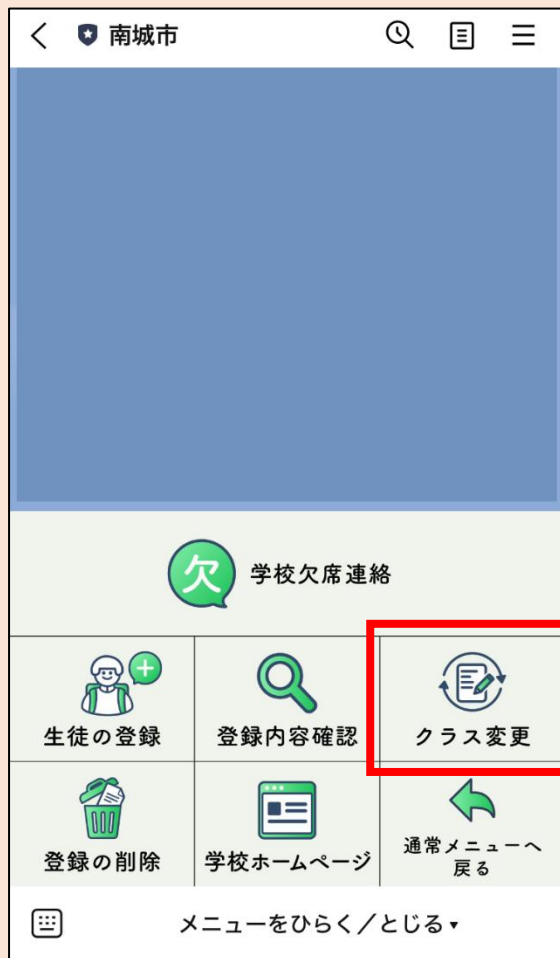 南城市
欠
学校欠席連絡
生徒の登録
登録内容確認
クラス変更
登録の削除
学校ホームページ
通常メニューへ
戻る
メニューをひらく/とじる▾